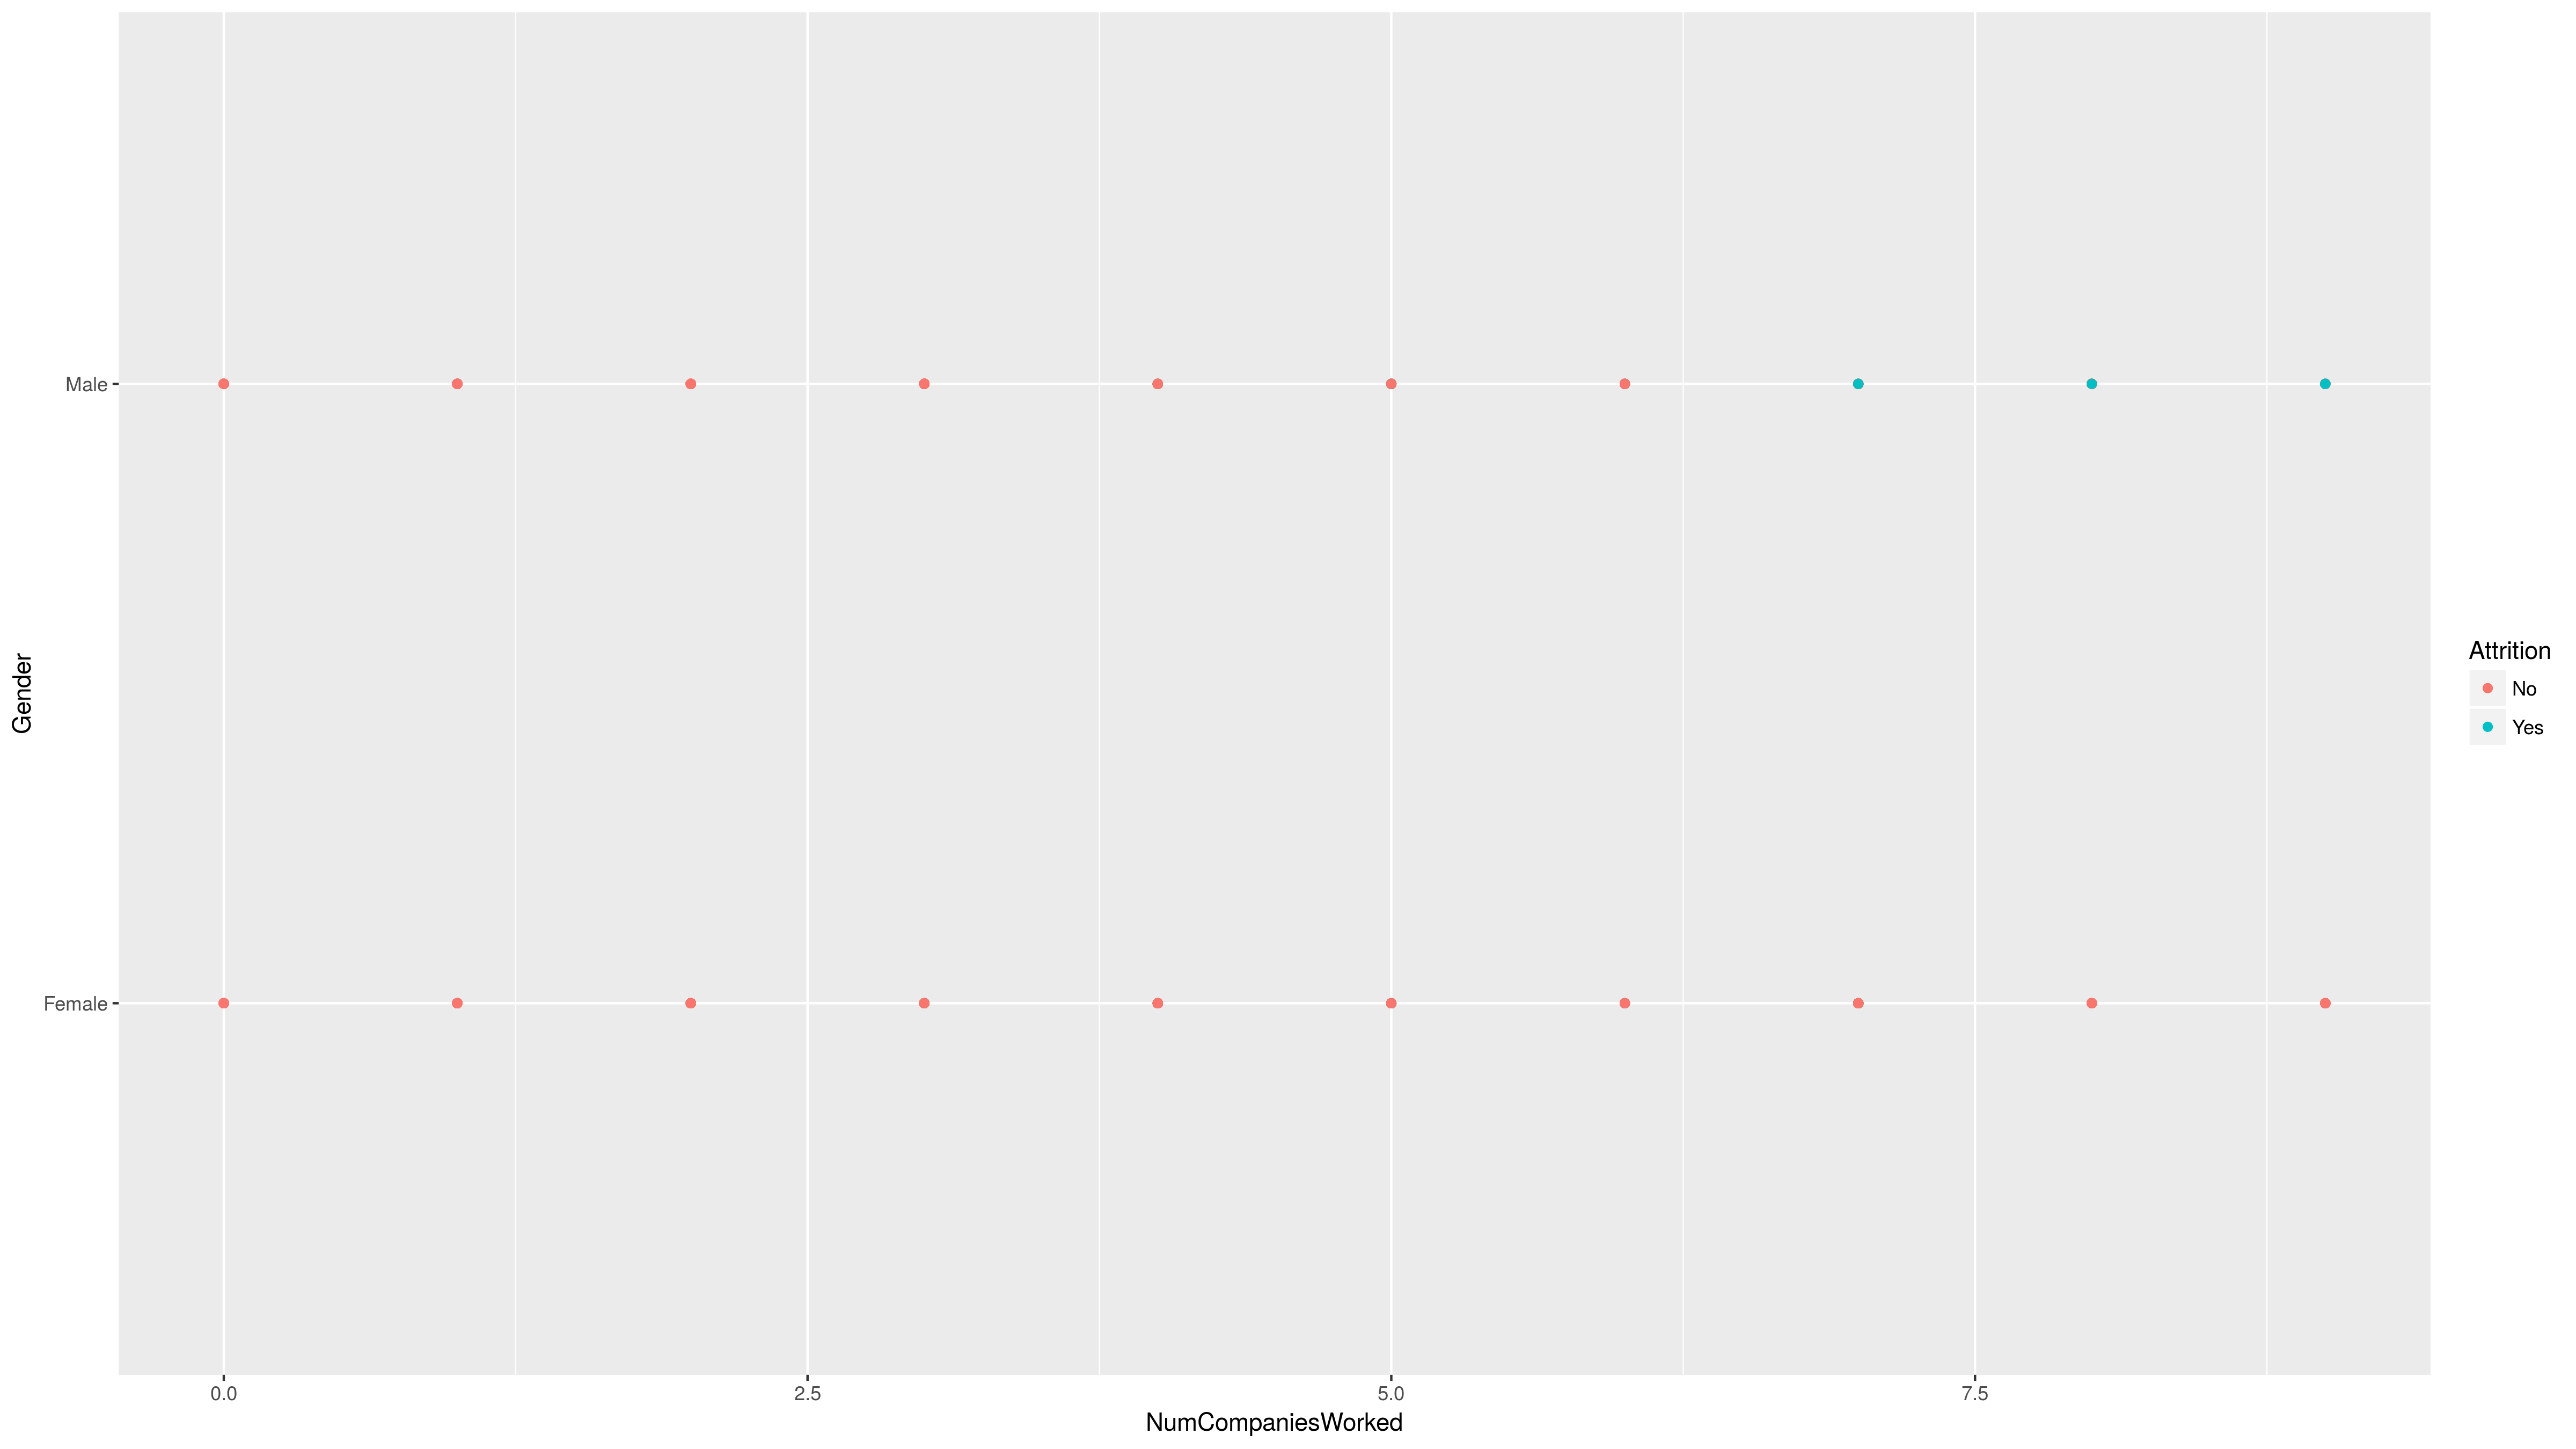 Male
Female
Gender
0.0
2.5
5.0
7.5
NumCompaniesWorked
Attrition
No
Yes